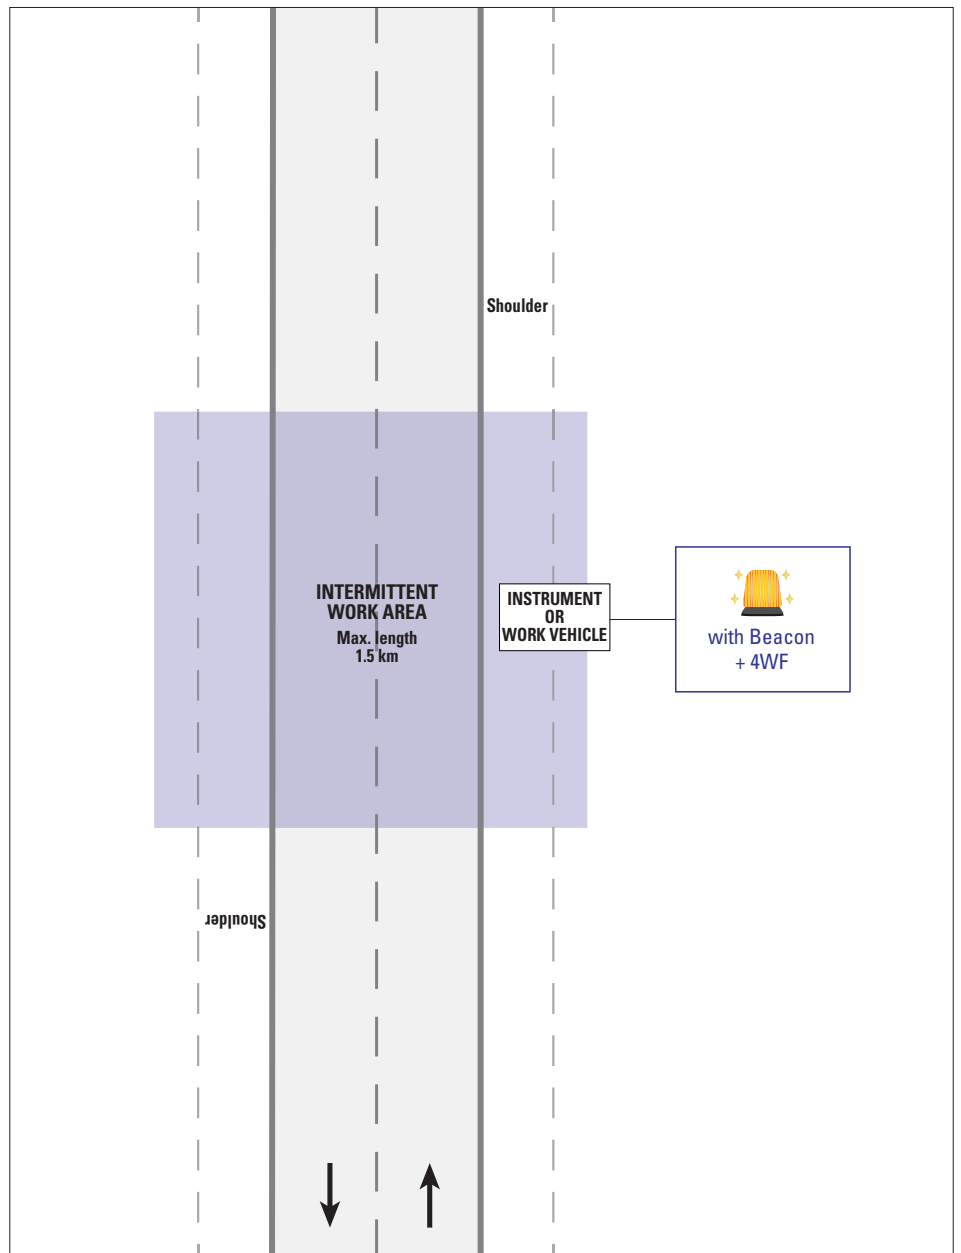 Shoulder
INTERMITTENT
WORK AREA
Max. length
1.5 km
INSTRUMENT
OR
WORK VEHICLE
with Beacon
+ 4WF
Shoulder